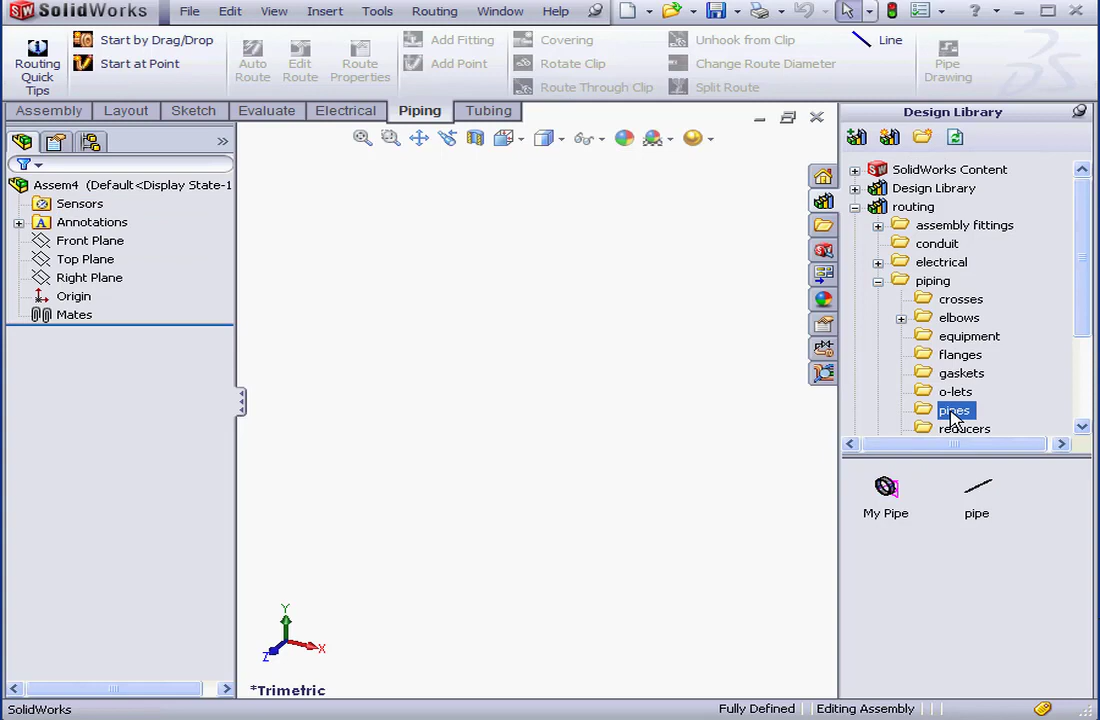 SolidWorks File Edit View Insert Tools Routing Window Help
Routing
Quick
Tips
Start by Drag/Drop
Start at Point
Auto
Route
Edit
Route
Route
Properties
Add Fitting
Add Point
Covering
Rotate Clip
Route Through Clip
Unhook from Clip
Change Route Diameter
Split Route
Line
Pipe
Drawing
Assembly Layout Sketch Evaluate Electrical Piping Tubing
Assem4 (Default<Display State-1
Sensors
Annotations
Front Plane
Top Plane
Right Plane
Origin
Mates
Y
X
Z
*Trimetric
Design Library
SolidWorks Content
Design Library
routing
assembly fittings
conduit
electrical
piping
crosses
elbows
equipment
flanges
gaskets
o-lets
pipes
reducers
My Pipe
pipe
SolidWorks Fully Defined Editing Assembly